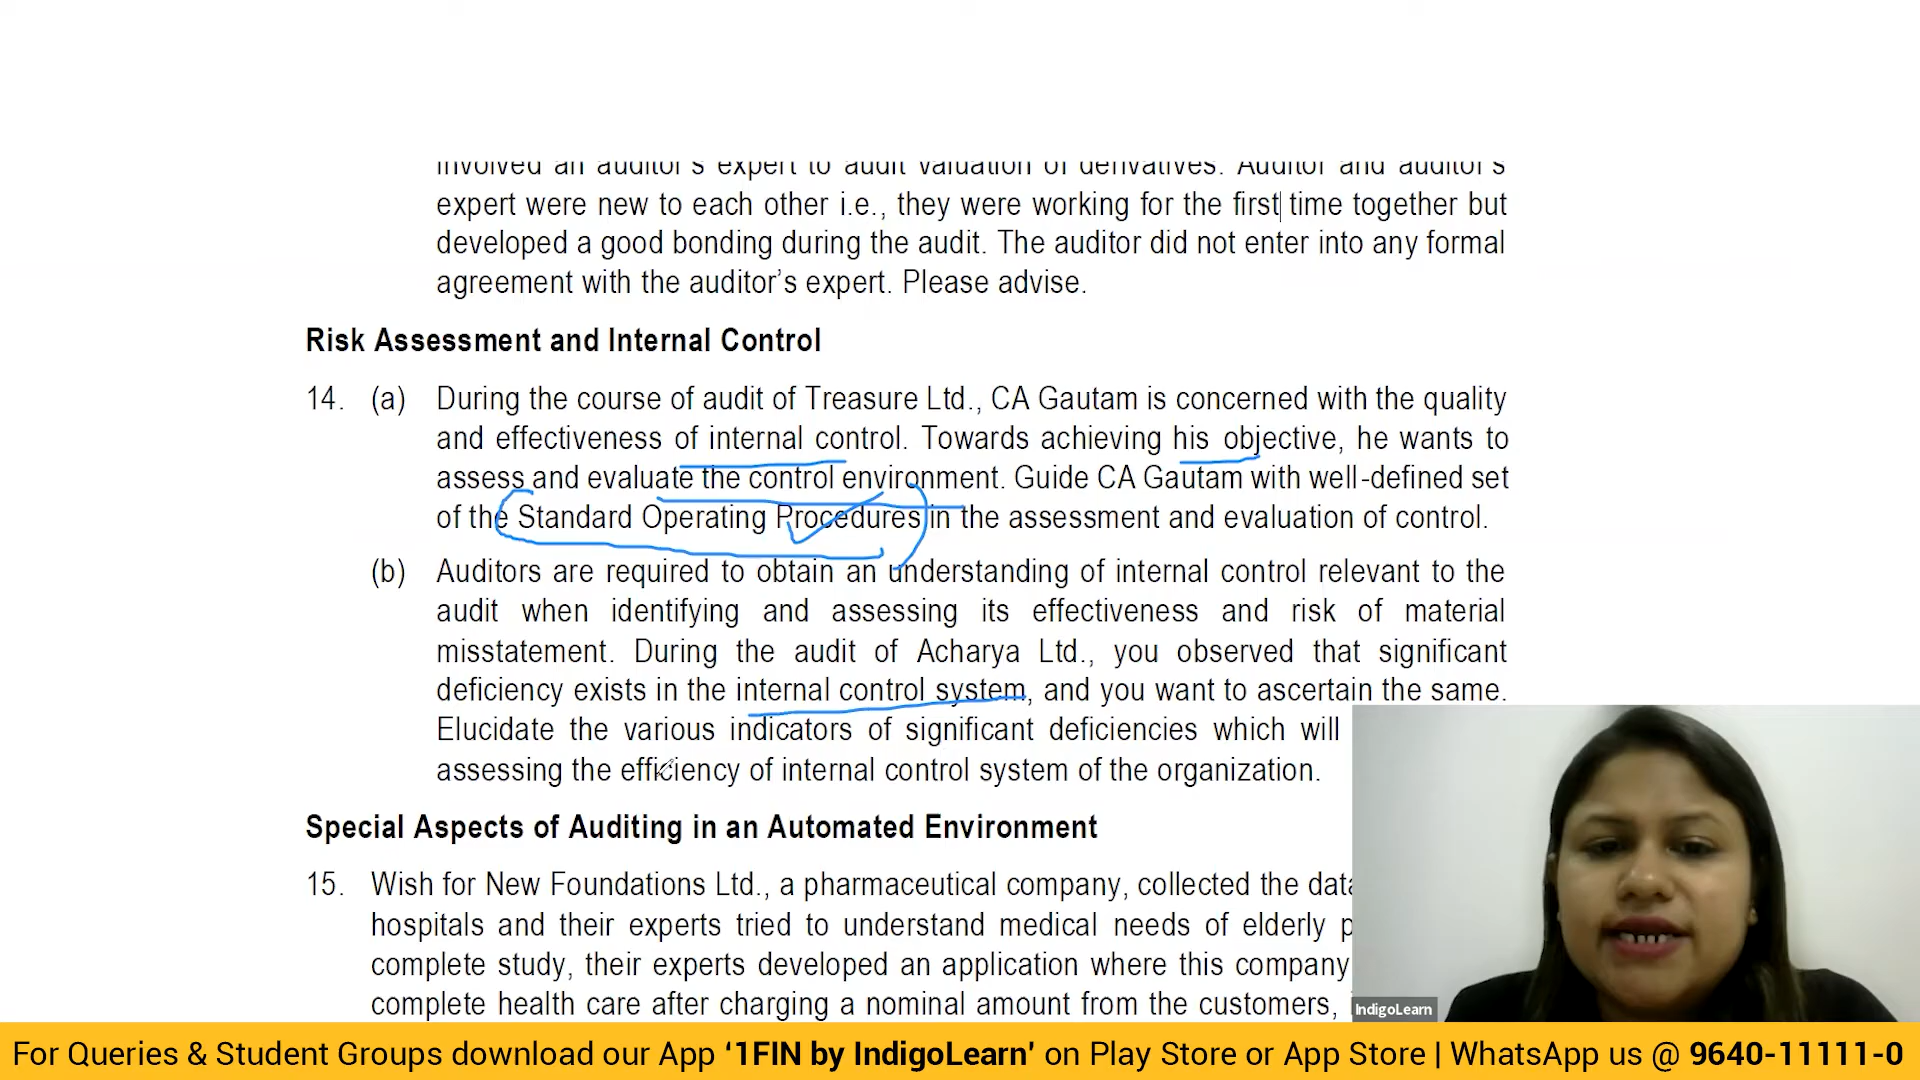 involved an auditor's expert to audit valuation of derivatives. Auditor and auditor's
expert were new to each other i.e., they were working for the first time together but
developed a good bonding during the audit. The auditor did not enter into any formal
agreement with the auditor's expert. Please advise.
Risk Assessment and Internal Control
14. (a) During the course of audit of Treasure Ltd., CA Gautam is concerned with the quality
and effectiveness of internal control. Towards achieving his objective, he wants to
assess and evaluate the control environment. Guide CA Gautam with well-defined set
of the Standard Operating Procedures in the assessment and evaluation of control.
(b) Auditors are required to obtain an understanding of internal control relevant to the
audit when identifying and assessing its effectiveness and risk of material
misstatement. During the audit of Acharya Ltd., you observed that significant
deficiency exists in the internal control system, and you want to ascertain the same.
Elucidate the various indicators of significant deficiencies which will
assessing the efficiency of internal control system of the organization.
Special Aspects of Auditing in an Automated Environment
15. Wish for New Foundations Ltd., a pharmaceutical company, collected the data
hospitals and their experts tried to understand medical needs of elderly
complete study, their experts developed an application where this company
complete health care after charging a nominal amount from the customers,
IndigoLearn
For Queries & Student Groups download our App ‘1FIN by IndigoLearn’ on Play Store or App Store | WhatsApp us @ 9640-11111-0